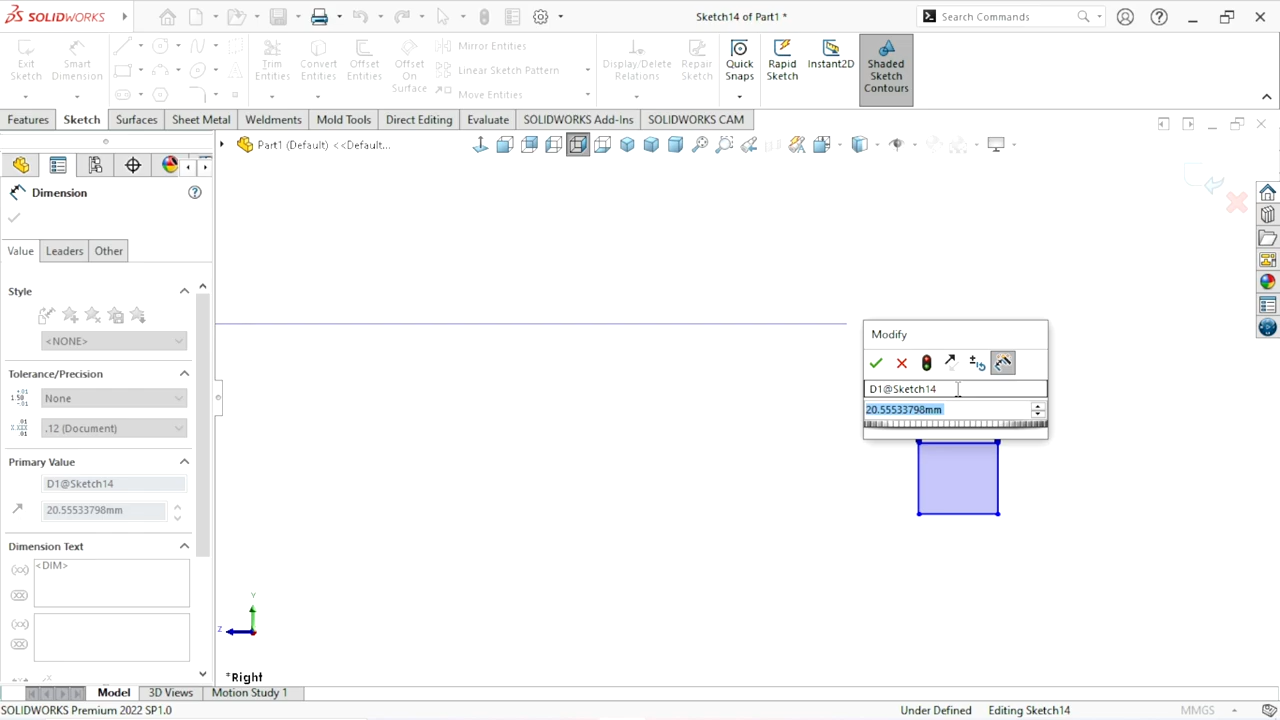 SOLIDWORKS
Sketch14 of Part1 *
Search Commands
Exit Sketch
Smart Dimension
Trim Entities
Convert Entities
Offset Entities
Offset On Surface
Mirror Entities
Linear Sketch Pattern
Move Entities
Display/Delete Relations
Repair Sketch
Quick Snaps
Rapid Sketch
Instant2D
Shaded Sketch Contours
Features
Sketch
Surfaces
Sheet Metal
Weldments
Mold Tools
Direct Editing
Evaluate
SOLIDWORKS Add-Ins
SOLIDWORKS CAM
Part1 (Default) <<Default...
Dimension
Value
Leaders
Other
Style
<NONE>
Tolerance/Precision
None
.12 (Document)
Primary Value
D1@Sketch14
20.55533798mm
Dimension Text
<DIM>
Modify
D1@Sketch14
20.55533798mm
Y
Z
*Right
Model
3D Views
Motion Study 1
SOLIDWORKS Premium 2022 SP1.0
Under Defined
Editing Sketch14
MMGS